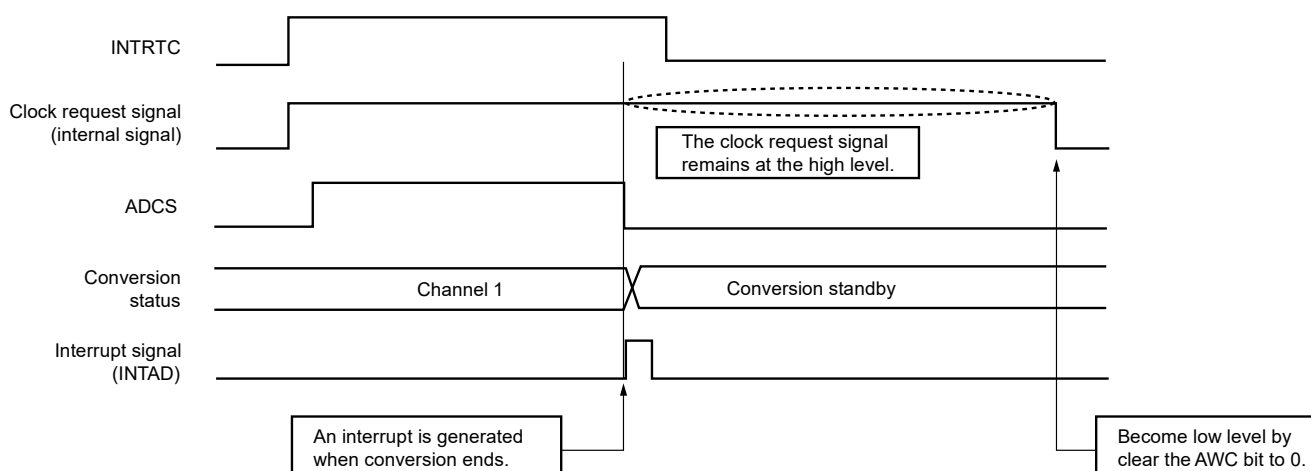 INTRTC
Clock request signal
(internal signal)
The clock request signal
remains at the high level.
ADCS
Conversion
status
Channel 1
Conversion standby
Interrupt signal
(INTAD)
An interrupt is generated
when conversion ends.
Become low level by
clear the AWC bit to 0.